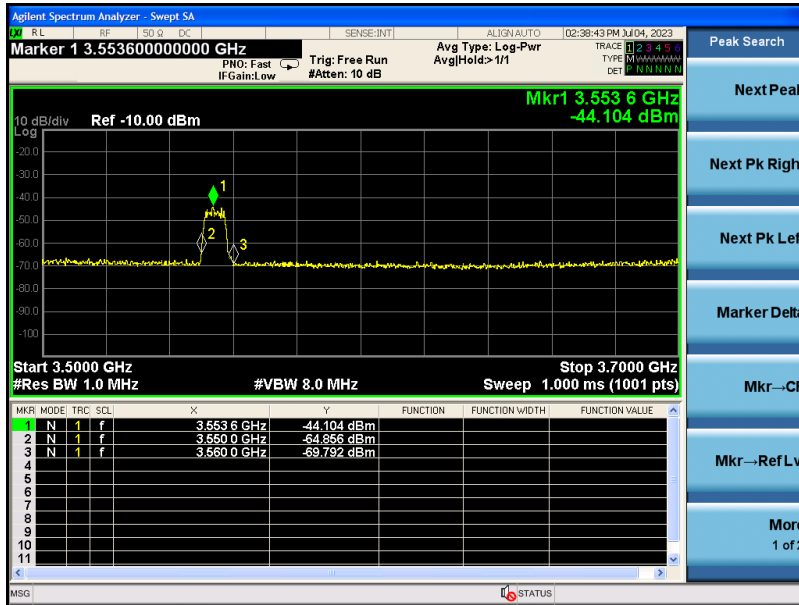 Agilent Spectrum Analyzer - Swept SA
LXI RL RF 50 Ω DC SENSE:INT ALIGN AUTO 02:38:43 PM Jul 04, 2023
Marker 1 3.553600000000 GHz
PNO: Fast
IFGain:Low
Trig: Free Run
#Atten: 10 dB
Avg Type: Log-Pwr
Avg|Hold:>1/1
TRACE 1 2 3 4 5 6
TYPE M
DET P N N N N N
Mkr1 3.553 6 GHz
-44.104 dBm
10 dB/div Ref -10.00 dBm
Log
-20.0
-30.0
-40.0
-50.0
-60.0
-70.0
-80.0
-90.0
-100
1
2
3
Start 3.5000 GHz Stop 3.7000 GHz
#Res BW 1.0 MHz #VBW 8.0 MHz Sweep 1.000 ms (1001 pts)
MKR MODE TRC SCL X Y FUNCTION FUNCTION WIDTH FUNCTION VALUE
1 N 1 f 3.553 6 GHz -44.104 dBm
2 N 1 f 3.550 0 GHz -64.856 dBm
3 N 1 f 3.560 0 GHz -69.792 dBm
4
5
6
7
8
9
10
11
MSG STATUS
Peak Search
Next Peak
Next Pk Righ
Next Pk Lef
Marker Delta
Mkr→CF
Mkr→Ref Lv
More
1 of 2